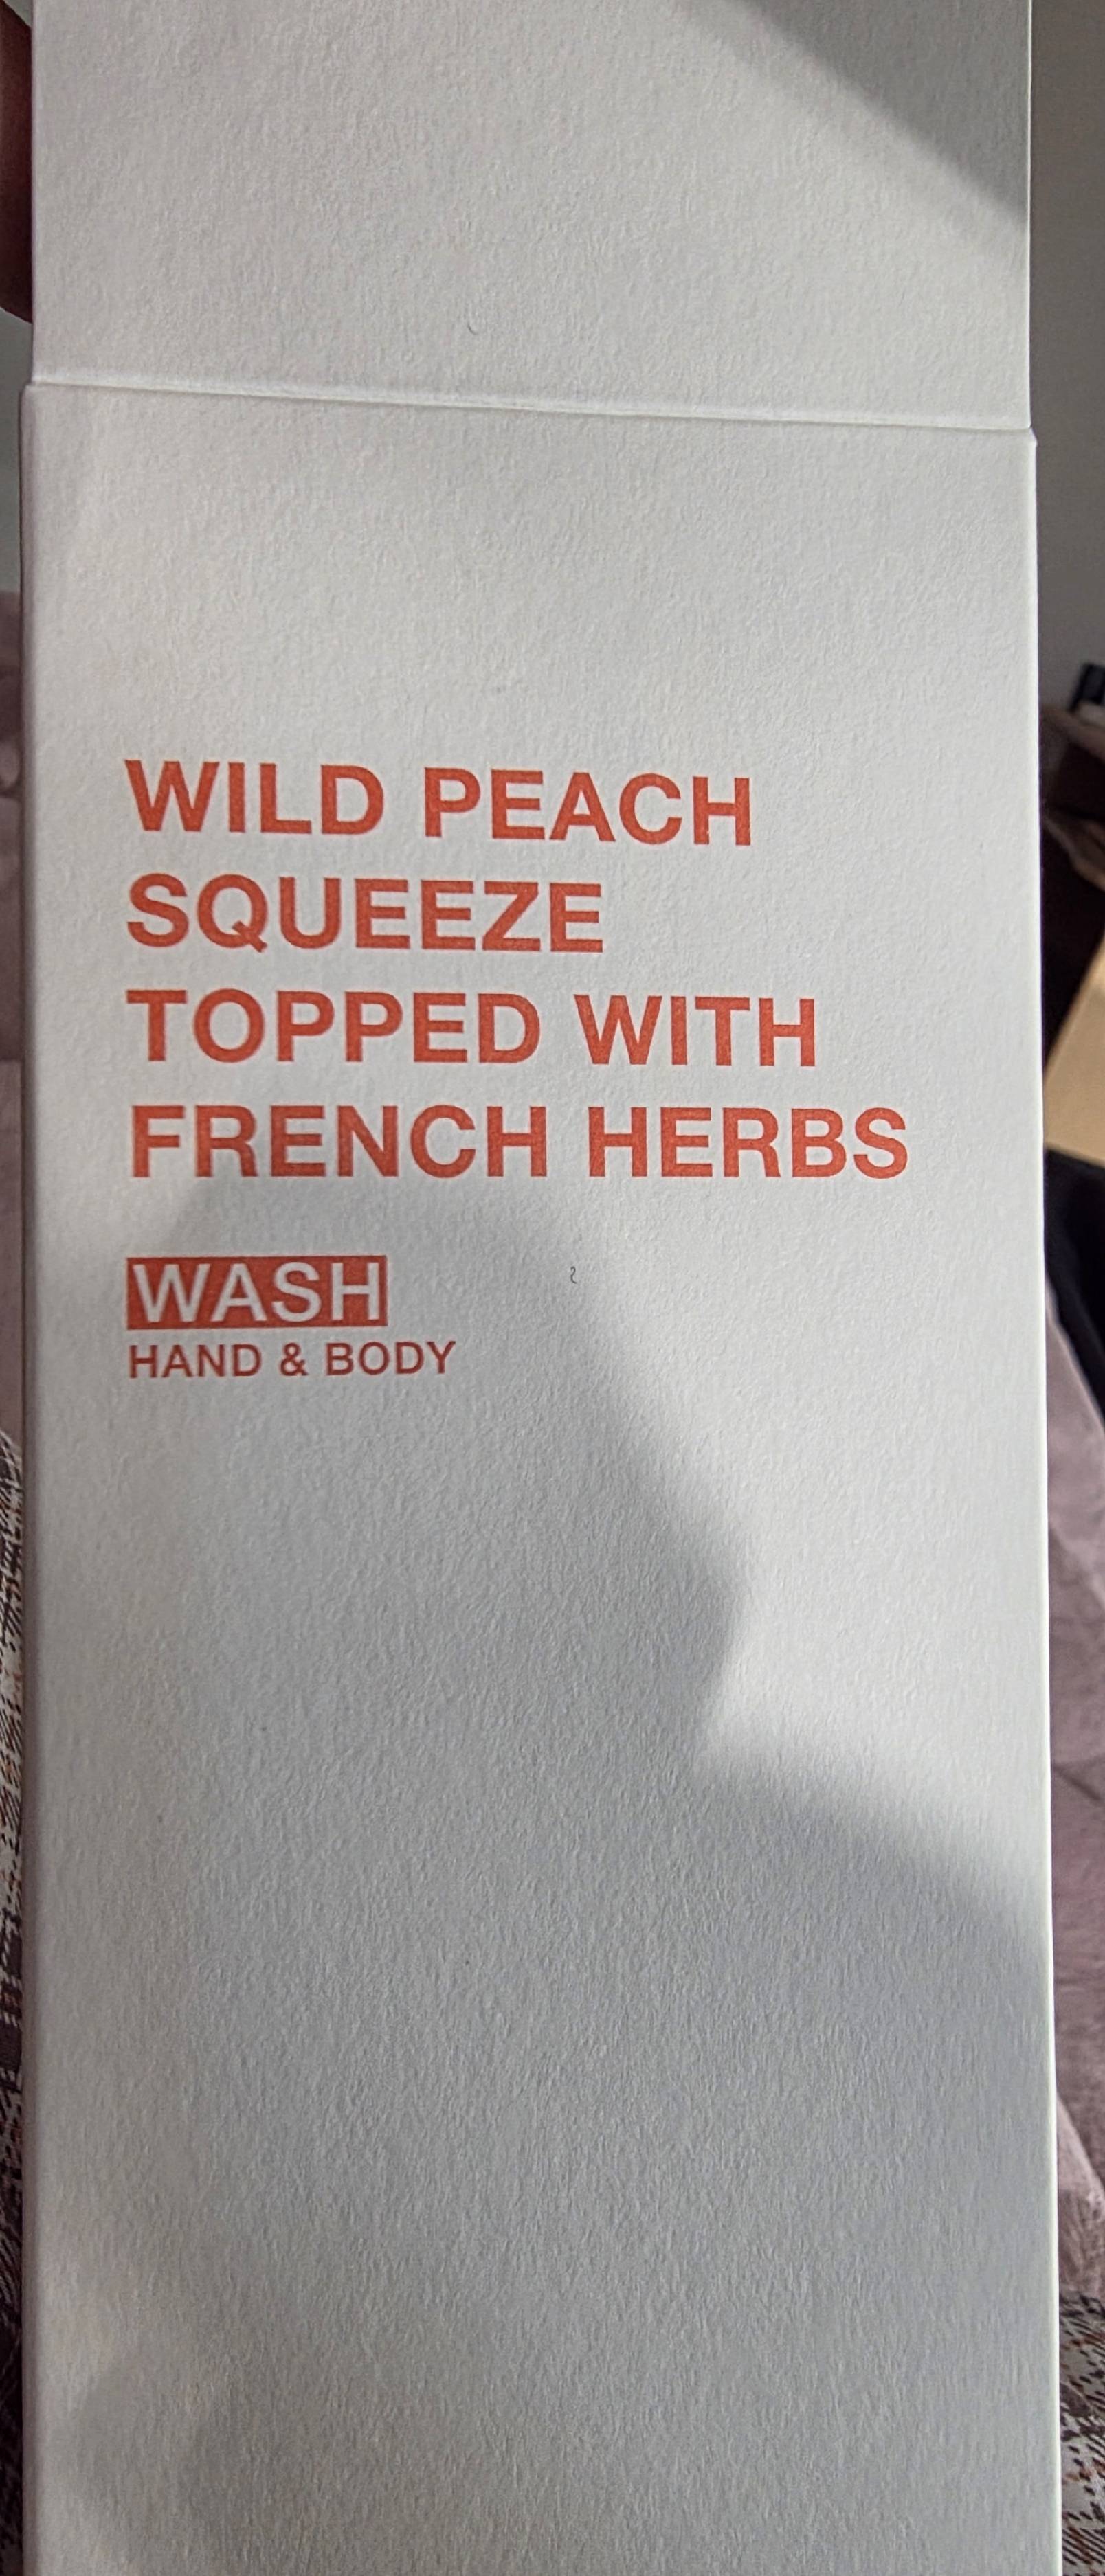 WILD PEACH
SQUEEZE
TOPPED WITH
FRENCH HERBS
WASH
HAND & BODY